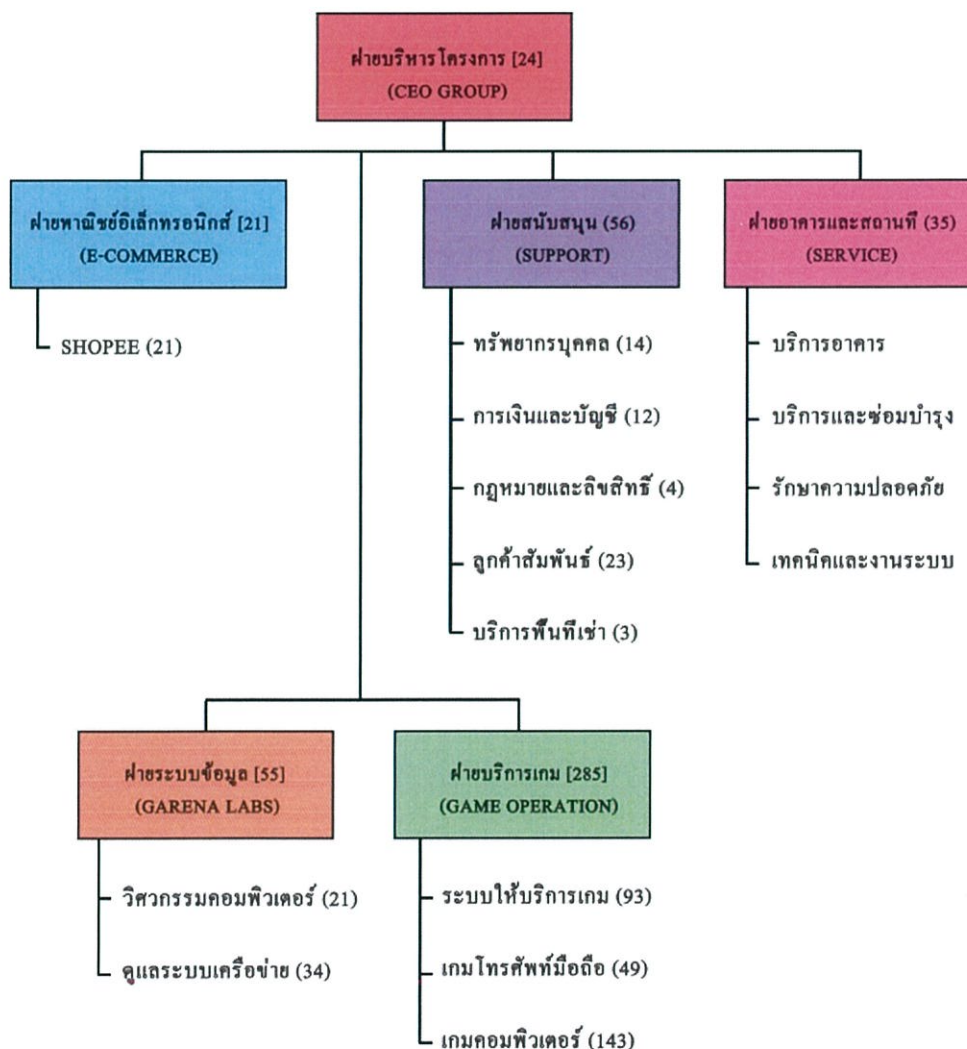 ฝ่ายบริหารโครงการ [24]
(CEO GROUP)
ฝ่ายพาณิชย์อิเล็กทรอนิกส์ [21]
(E-COMMERCE)
SHOPEE (21)
ฝ่ายสนับสนุน (56)
(SUPPORT)
ทรัพยากรบุคคล (14)
การเงินและบัญชี (12)
กฎหมายและลิขสิทธิ์ (4)
ลูกค้าสัมพันธ์ (23)
บริการพื้นที่เช่า (3)
ฝ่ายอาคารและสถานที่ (35)
(SERVICE)
บริการอาคาร
บริการและซ่อมบำรุง
รักษาความปลอดภัย
เทคนิคและงานระบบ
ฝ่ายระบบข้อมูล [55]
(GARENA LABS)
วิศวกรรมคอมพิวเตอร์ (21)
ดูแลระบบเครือข่าย (34)
ฝ่ายบริการเกม [285]
(GAME OPERATION)
ระบบให้บริการเกม (93)
เกมโทรศัพท์มือถือ (49)
เกมคอมพิวเตอร์ (143)